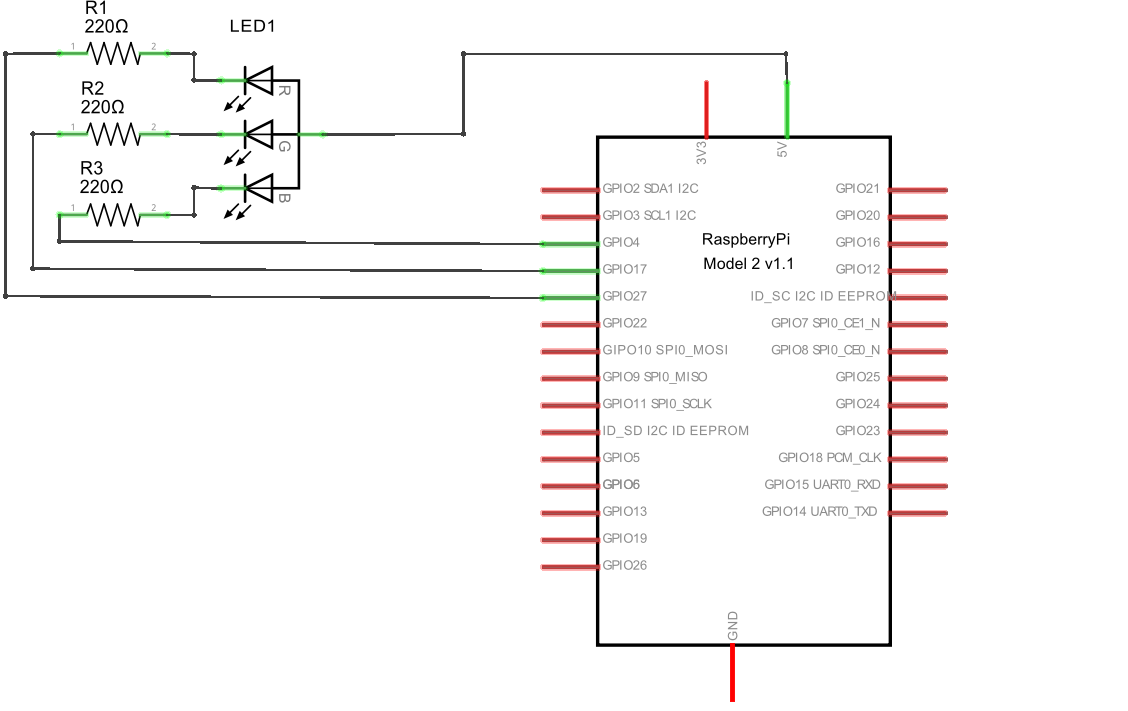 R1
220Ω
1 2
LED1
R
R2
220Ω
1 2
G
R3
220Ω
1 2
B
3V3
5V
RaspberryPi
Model 2 v1.1
GPIO2 SDA1 I2C
GPIO3 SCL1 I2C
GPIO4
GPIO17
GPIO27
GPIO22
GIPO10 SPI0_MOSI
GPIO9 SPI0_MISO
GPIO11 SPI0_SCLK
ID_SD I2C ID EEPROM
GPIO5
GPIO6
GPIO13
GPIO19
GPIO26
GPIO21
GPIO20
GPIO16
GPIO12
ID_SC I2C ID EEPROM
GPIO7 SPI0_CE1_N
GPIO8 SPI0_CE0_N
GPIO25
GPIO24
GPIO23
GPIO18 PCM_CLK
GPIO15 UART0_RXD
GPIO14 UART0_TXD
GND